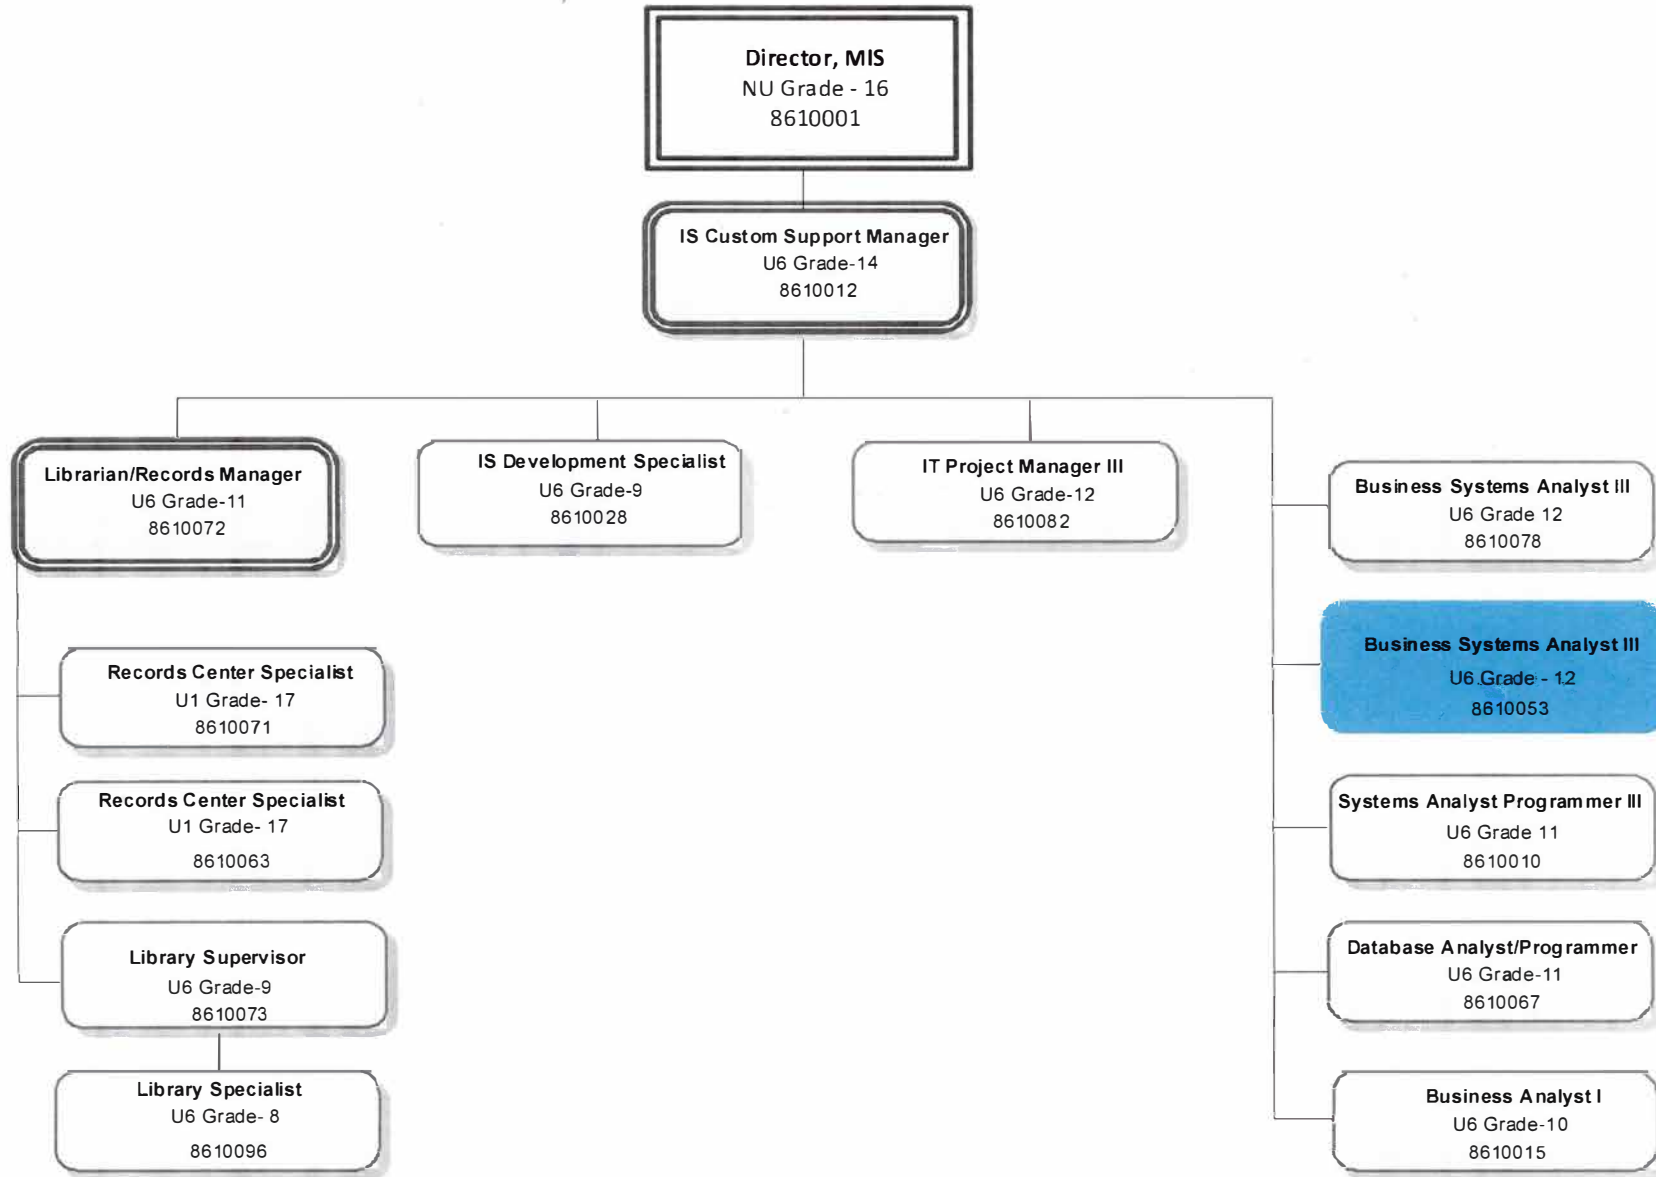 Director, MIS
NU Grade - 16
8610001
IS Custom Support Manager
U6 Grade-14
8610012
Librarian/Records Manager
U6 Grade-11
8610072
IS Development Specialist
U6 Grade-9
8610028
IT Project Manager III
U6 Grade-12
8610082
Business Systems Analyst III
U6 Grade 12
8610078
Business Systems Analyst III
U6 Grade - 12
8610053
Systems Analyst Programmer III
U6 Grade 11
8610010
Database Analyst/Programmer
U6 Grade-11
8610067
Business Analyst I
U6 Grade-10
8610015
Records Center Specialist
U1 Grade- 17
8610071
Records Center Specialist
U1 Grade- 17
8610063
Library Supervisor
U6 Grade-9
8610073
Library Specialist
U6 Grade- 8
8610096